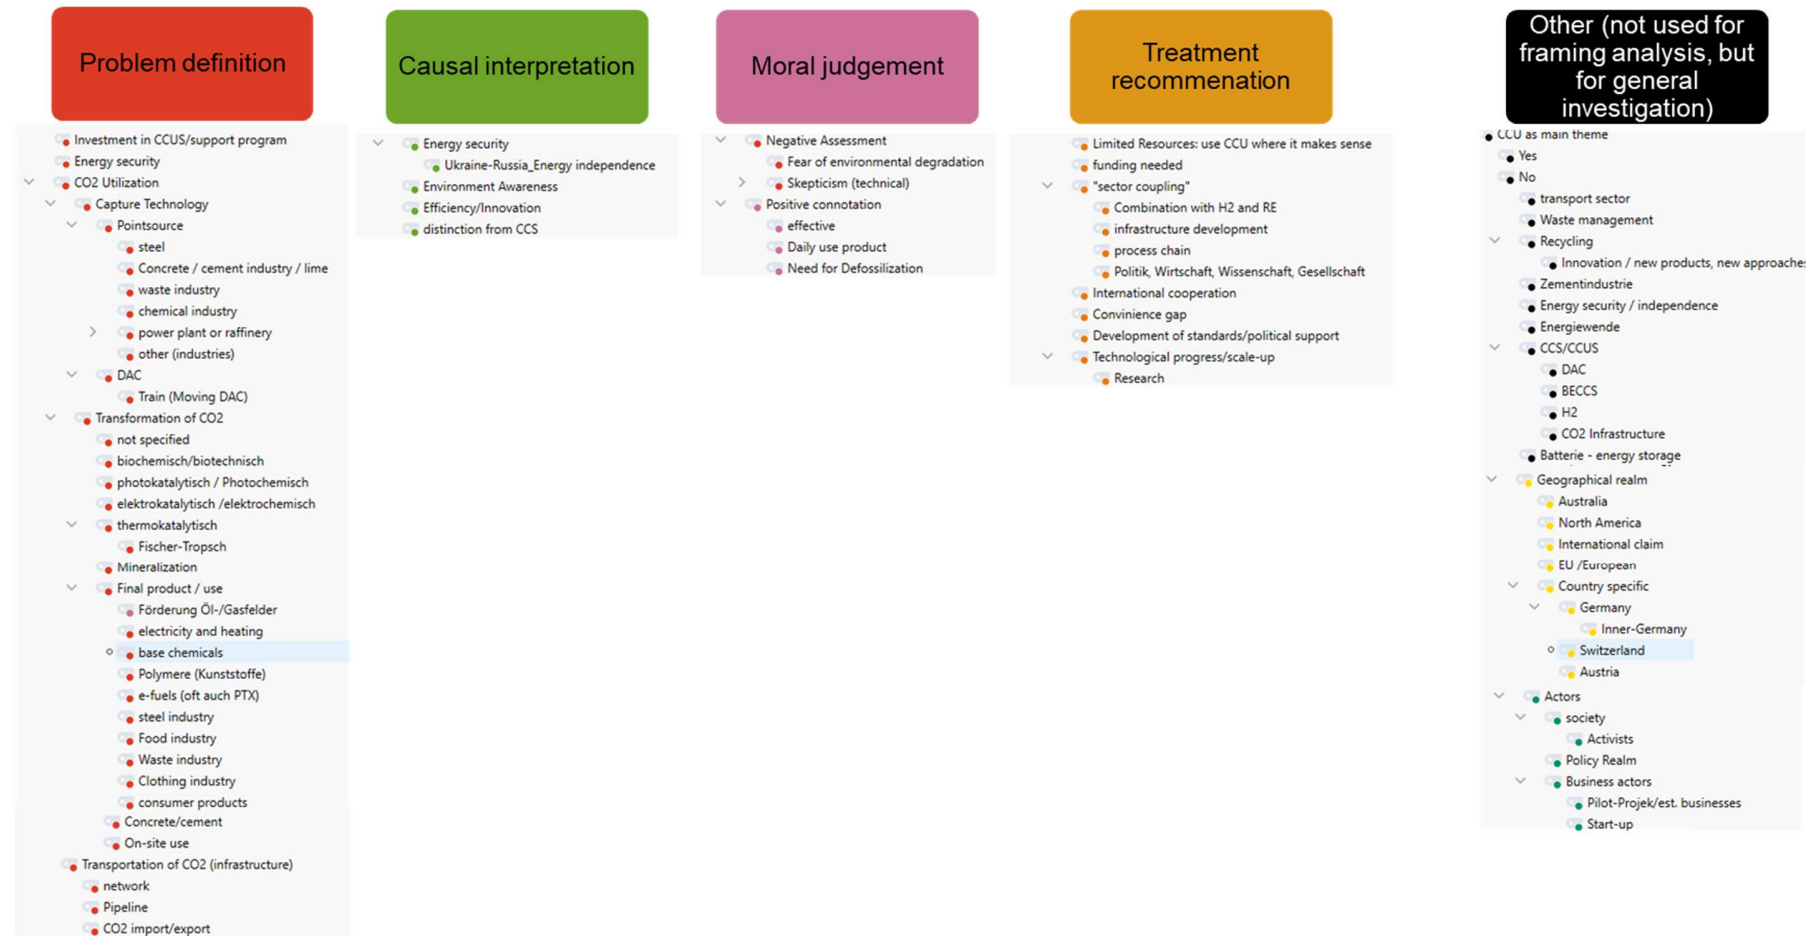 Problem definition
Investment in CCUS/support program
Energy security
CO2 Utilization
Capture Technology
Pointsource
steel
Concrete / cement industry / lime
waste industry
chemical industry
power plant or raffinery
other (industries)
DAC
Train (Moving DAC)
Transformation of CO2
not specified
biochemisch/biotechnisch
photokatalytisch / Photochemisch
elektrokatalytisch /elektrochemisch
thermokatalytisch
Fischer-Tropsch
Mineralization
Final product / use
Förderung Öl-/Gasfelder
electricity and heating
base chemicals
Polymere (Kunststoffe)
e-fuels (oft auch PTX)
steel industry
Food industry
Waste industry
Clothing industry
consumer products
Concrete/cement
On-site use
Transportation of CO2 (infrastructure)
network
Pipeline
CO2 import/export
Causal interpretation
Energy security
Ukraine-Russia_Energy independence
Environment Awareness
Efficiency/Innovation
distinction from CCS
Moral judgement
Negative Assessment
Fear of environmental degradation
Skepticism (technical)
Positive connotation
effective
Daily use product
Need for Defossilization
Treatment
recommenation
Limited Resources: use CCU where it makes sense
funding needed
"sector coupling"
Combination with H2 and RE
infrastructure development
process chain
Politik, Wirtschaft, Wissenschaft, Gesellschaft
International cooperation
Convinience gap
Development of standards/political support
Technological progress/scale-up
Research
Other (not used for
framing analysis, but
for general
investigation)
CCU as main theme
Yes
No
transport sector
Waste management
Recycling
Innovation / new products, new approaches
Zementindustrie
Energy security / independence
Energiewende
CCS/CCUS
DAC
BECCS
H2
CO2 Infrastructure
Batterie - energy storage
Geographical realm
Australia
North America
International claim
EU /European
Country specific
Germany
Inner-Germany
Switzerland
Austria
Actors
society
Activists
Policy Realm
Business actors
Pilot-Projek/est. businesses
Start-up